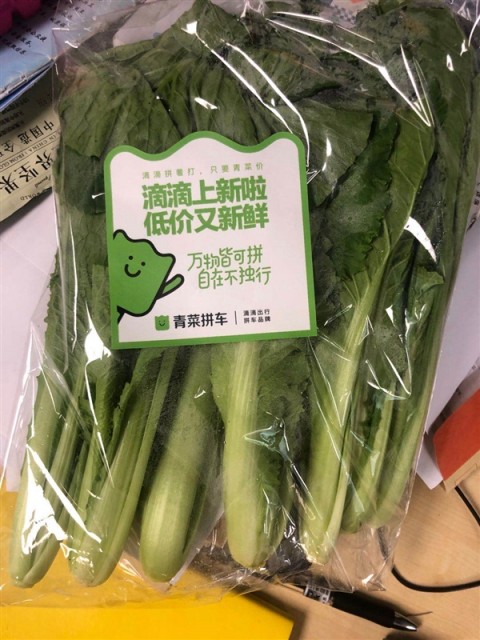 滴滴拼着打，只要青菜价
滴滴上新啦
低价又新鲜
万物皆可拼
自在不独行
青菜拼车
滴滴出行
拼车品牌